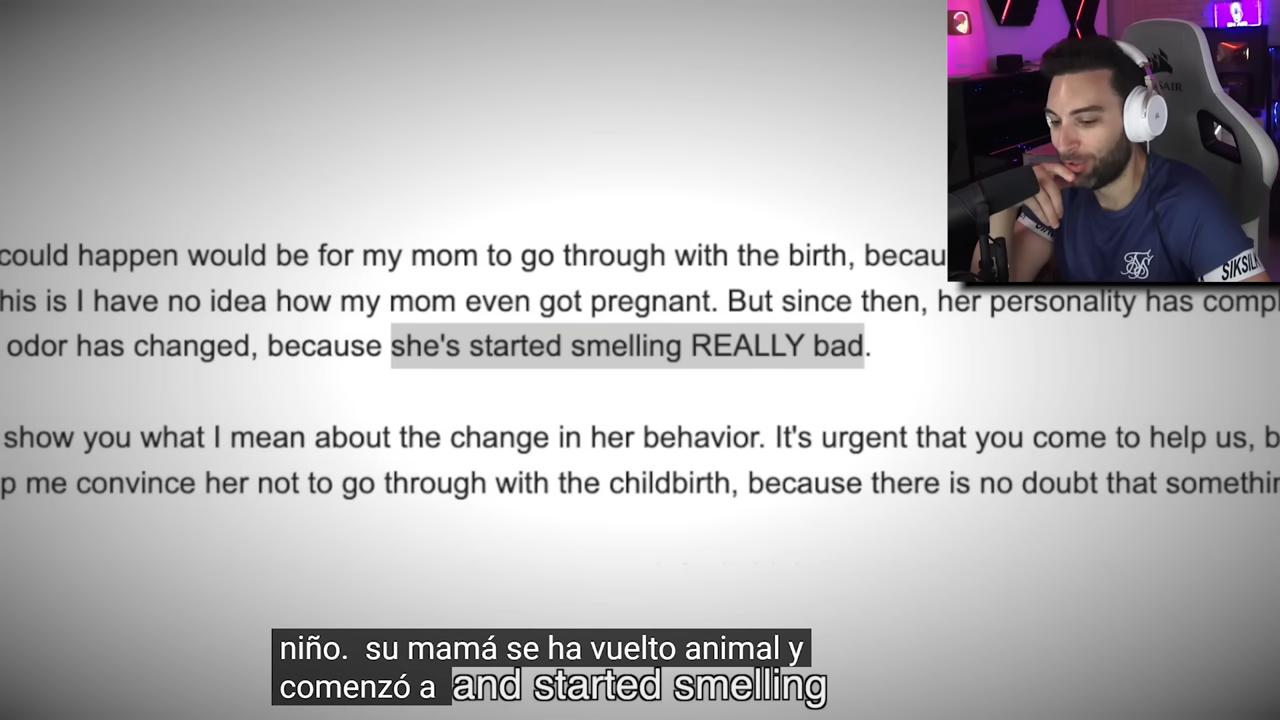 could happen would be for my mom to go through with the birth, becau
his is I have no idea how my mom even got pregnant. But since then, her personality has compl
odor has changed, because she's started smelling REALLY bad.
show you what I mean about the change in her behavior. It's urgent that you come to help us, b
p me convince her not to go through with the childbirth, because there is no doubt that somethin
niño. su mamá se ha vuelto animal y
comenzó a and started smelling
SAIR
SIKSILK